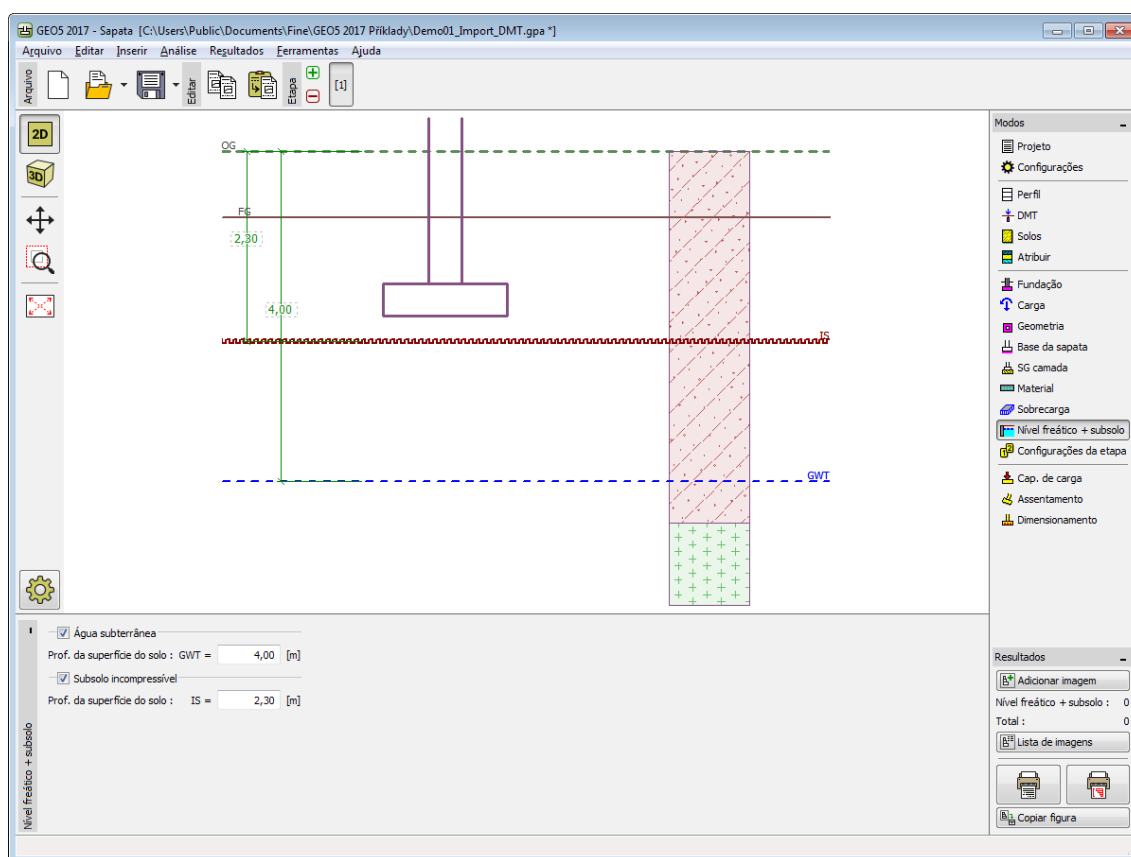 GEO5 2017 - Sapata [C:\Users\Public\Documents\Fine\GEO5 2017 Příklady\Demo01_Import_DMT.gpa *]
Arquivo Editar Inserir Análise Resultados Ferramentas Ajuda
Arquivo
Editar
Etapa
[1]
2D
3D
OG
FG
2,30
4,00
IS
GWT
Modos
Projeto
Configurações
Perfil
DMT
Solos
Atribuir
Fundação
Carga
Geometria
Base da sapata
SG camada
Material
Sobrecarga
Nível freático + subsolo
Configurações da etapa
Cap. de carga
Assentamento
Dimensionamento
Nível freático + subsolo
Água subterrânea
Prof. da superfície do solo : GWT = 4,00 [m]
Subsolo incompressível
Prof. da superfície do solo : IS = 2,30 [m]
Resultados
Adicionar imagem
Nível freático + subsolo : 0
Total : 0
Lista de imagens
Copiar figura